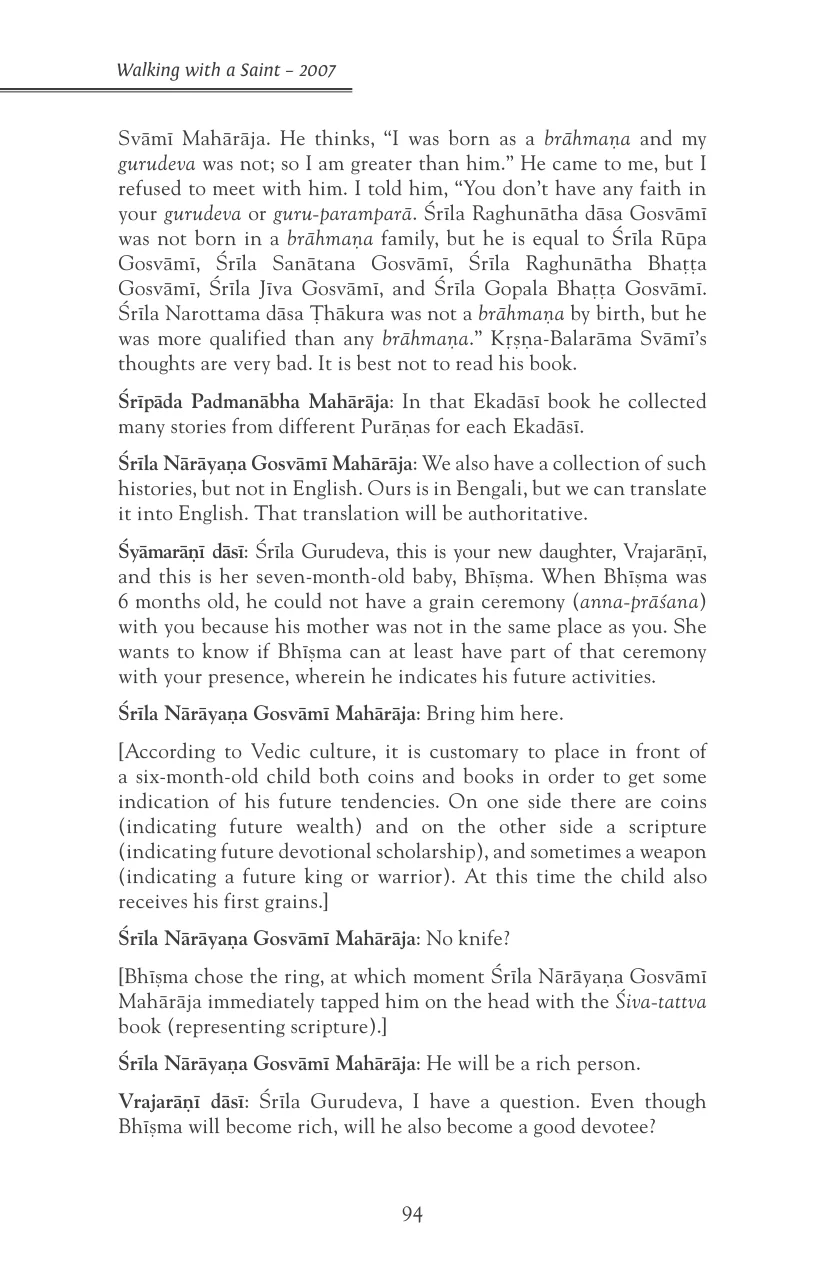 Walking with a Saint – 2007
Svāmī Mahārāja. He thinks, “I was born as a brāhmaṇa and my
gurudeva was not; so I am greater than him.” He came to me, but I
refused to meet with him. I told him, “You don’t have any faith in
your gurudeva or guru-paramparā. Śrīla Raghunātha dāsa Gosvāmī
was not born in a brāhmaṇa family, but he is equal to Śrīla Rūpa
Gosvāmī, Śrīla Sanātana Gosvāmī, Śrīla Raghunātha Bhaṭṭa
Gosvāmī, Śrīla Jīva Gosvāmī, and Śrīla Gopala Bhaṭṭa Gosvāmī.
Śrīla Narottama dāsa Ṭhākura was not a brāhmaṇa by birth, but he
was more qualified than any brāhmaṇa.” Kṛṣṇa-Balarāma Svāmī’s
thoughts are very bad. It is best not to read his book.
Śrīpāda Padmanābha Mahārāja: In that Ekadāsī book he collected
many stories from different Purāṇas for each Ekadāsī.
Śrīla Nārāyaṇa Gosvāmī Mahārāja: We also have a collection of such
histories, but not in English. Ours is in Bengali, but we can translate
it into English. That translation will be authoritative.
Śyāmarāṇī dāsī: Śrīla Gurudeva, this is your new daughter, Vrajarāṇī,
and this is her seven-month-old baby, Bhīṣma. When Bhīṣma was
6 months old, he could not have a grain ceremony (anna-prāśana)
with you because his mother was not in the same place as you. She
wants to know if Bhīṣma can at least have part of that ceremony
with your presence, wherein he indicates his future activities.
Śrīla Nārāyaṇa Gosvāmī Mahārāja: Bring him here.
[According to Vedic culture, it is customary to place in front of
a six-month-old child both coins and books in order to get some
indication of his future tendencies. On one side there are coins
(indicating future wealth) and on the other side a scripture
(indicating future devotional scholarship), and sometimes a weapon
(indicating a future king or warrior). At this time the child also
receives his first grains.]
Śrīla Nārāyaṇa Gosvāmī Mahārāja: No knife?
[Bhīṣma chose the ring, at which moment Śrīla Nārāyaṇa Gosvāmī
Mahārāja immediately tapped him on the head with the Śiva-tattva
book (representing scripture).]
Śrīla Nārāyaṇa Gosvāmī Mahārāja: He will be a rich person.
Vrajarāṇī dāsī: Śrīla Gurudeva, I have a question. Even though
Bhīṣma will become rich, will he also become a good devotee?
94